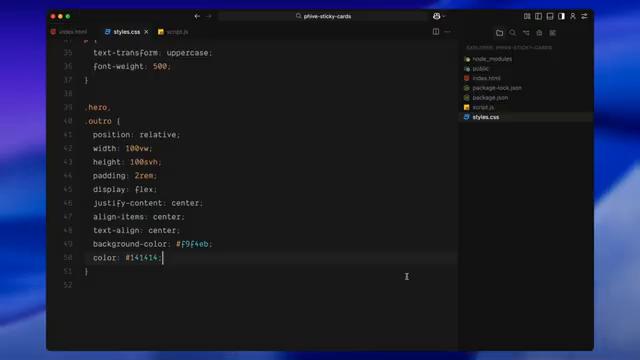 phive-sticky-cards
index.html
styles.css
script.js
EXPLORER: PHIVE-STICKY-CARDS
35 text-transform: uppercase;
36 font-weight: 500;
37 }
38
39 .hero,
40 .outro {
41 position: relative;
42 width: 100vw;
43 height: 100svh;
44 padding: 2rem;
45 display: flex;
46 justify-content: center;
47 align-items: center;
48 text-align: center;
49 background-color: #f9f4eb;
50 color: #141414;
51 }
52
node_modules
public
index.html
package-lock.json
package.json
script.js
styles.css